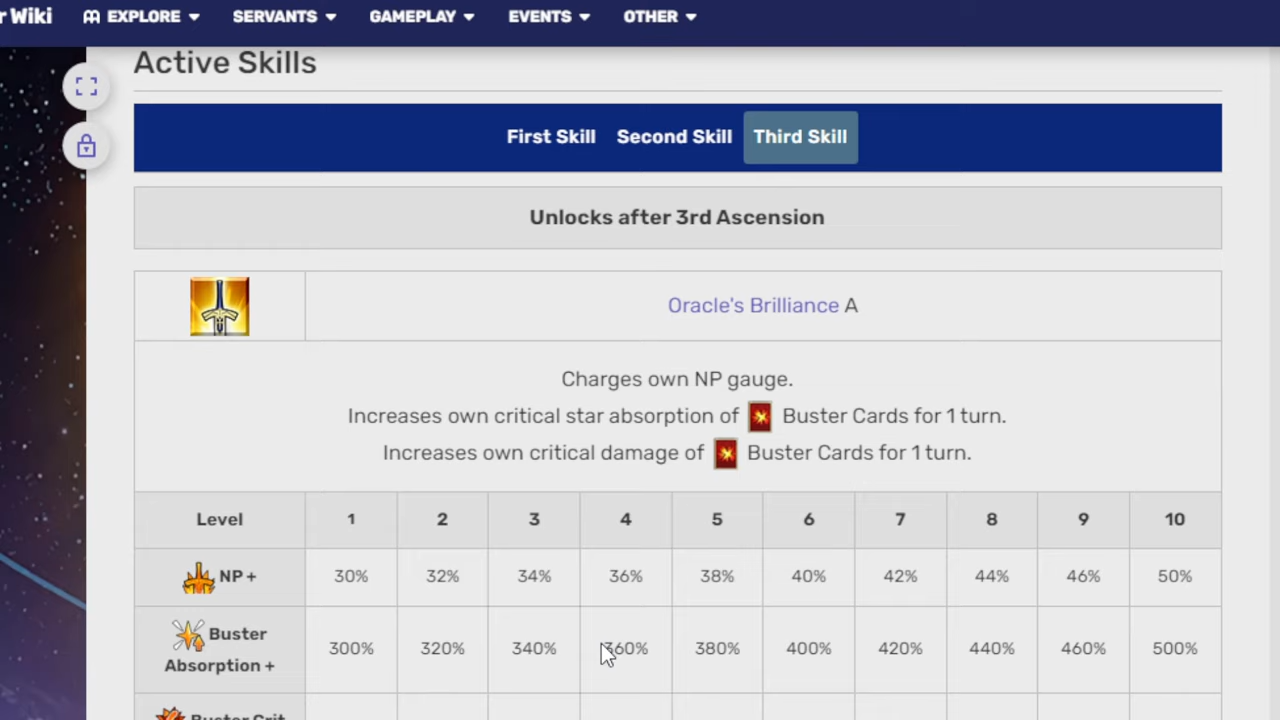 r Wiki EXPLORE SERVANTS GAMEPLAY EVENTS OTHER
Active Skills
First Skill Second Skill Third Skill
Unlocks after 3rd Ascension
Oracle's Brilliance A
Charges own NP gauge.
Increases own critical star absorption of Buster Cards for 1 turn.
Increases own critical damage of Buster Cards for 1 turn.
Level 1 2 3 4 5 6 7 8 9 10
NP + 30% 32% 34% 36% 38% 40% 42% 44% 46% 50%
Buster
Absorption + 300% 320% 340% 360% 380% 400% 420% 440% 460% 500%
Buster Crit